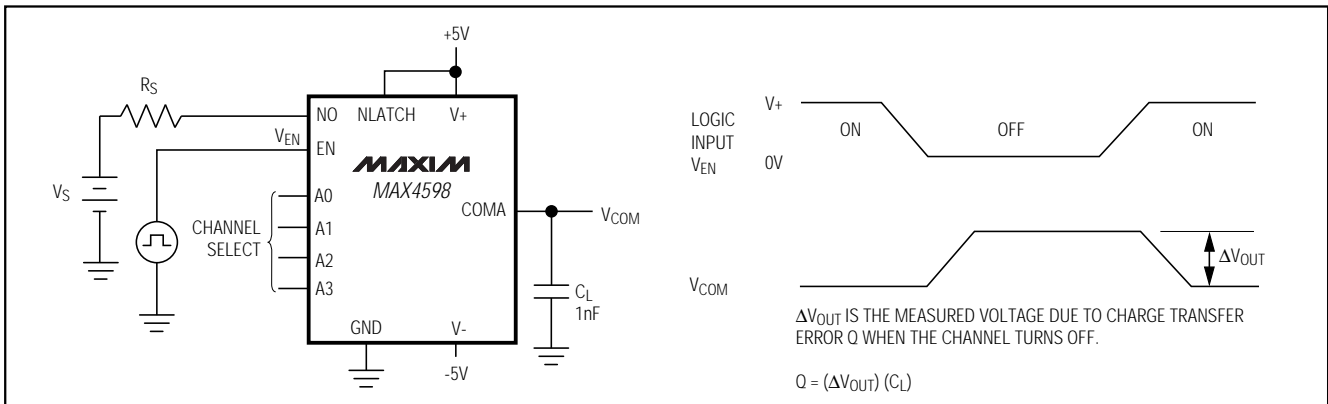 +5V
RS
NO
NLATCH
V+
VEN
EN
MAXIM
MAX4598
VS
A0
A1
A2
A3
CHANNEL
SELECT
COMA
VCOM
CL
1nF
GND
V-
-5V
LOGIC
INPUT
VEN
V+
0V
ON
OFF
ON
VCOM
ΔVOUT
ΔVOUT IS THE MEASURED VOLTAGE DUE TO CHARGE TRANSFER
ERROR Q WHEN THE CHANNEL TURNS OFF.
Q = (ΔVOUT) (CL)